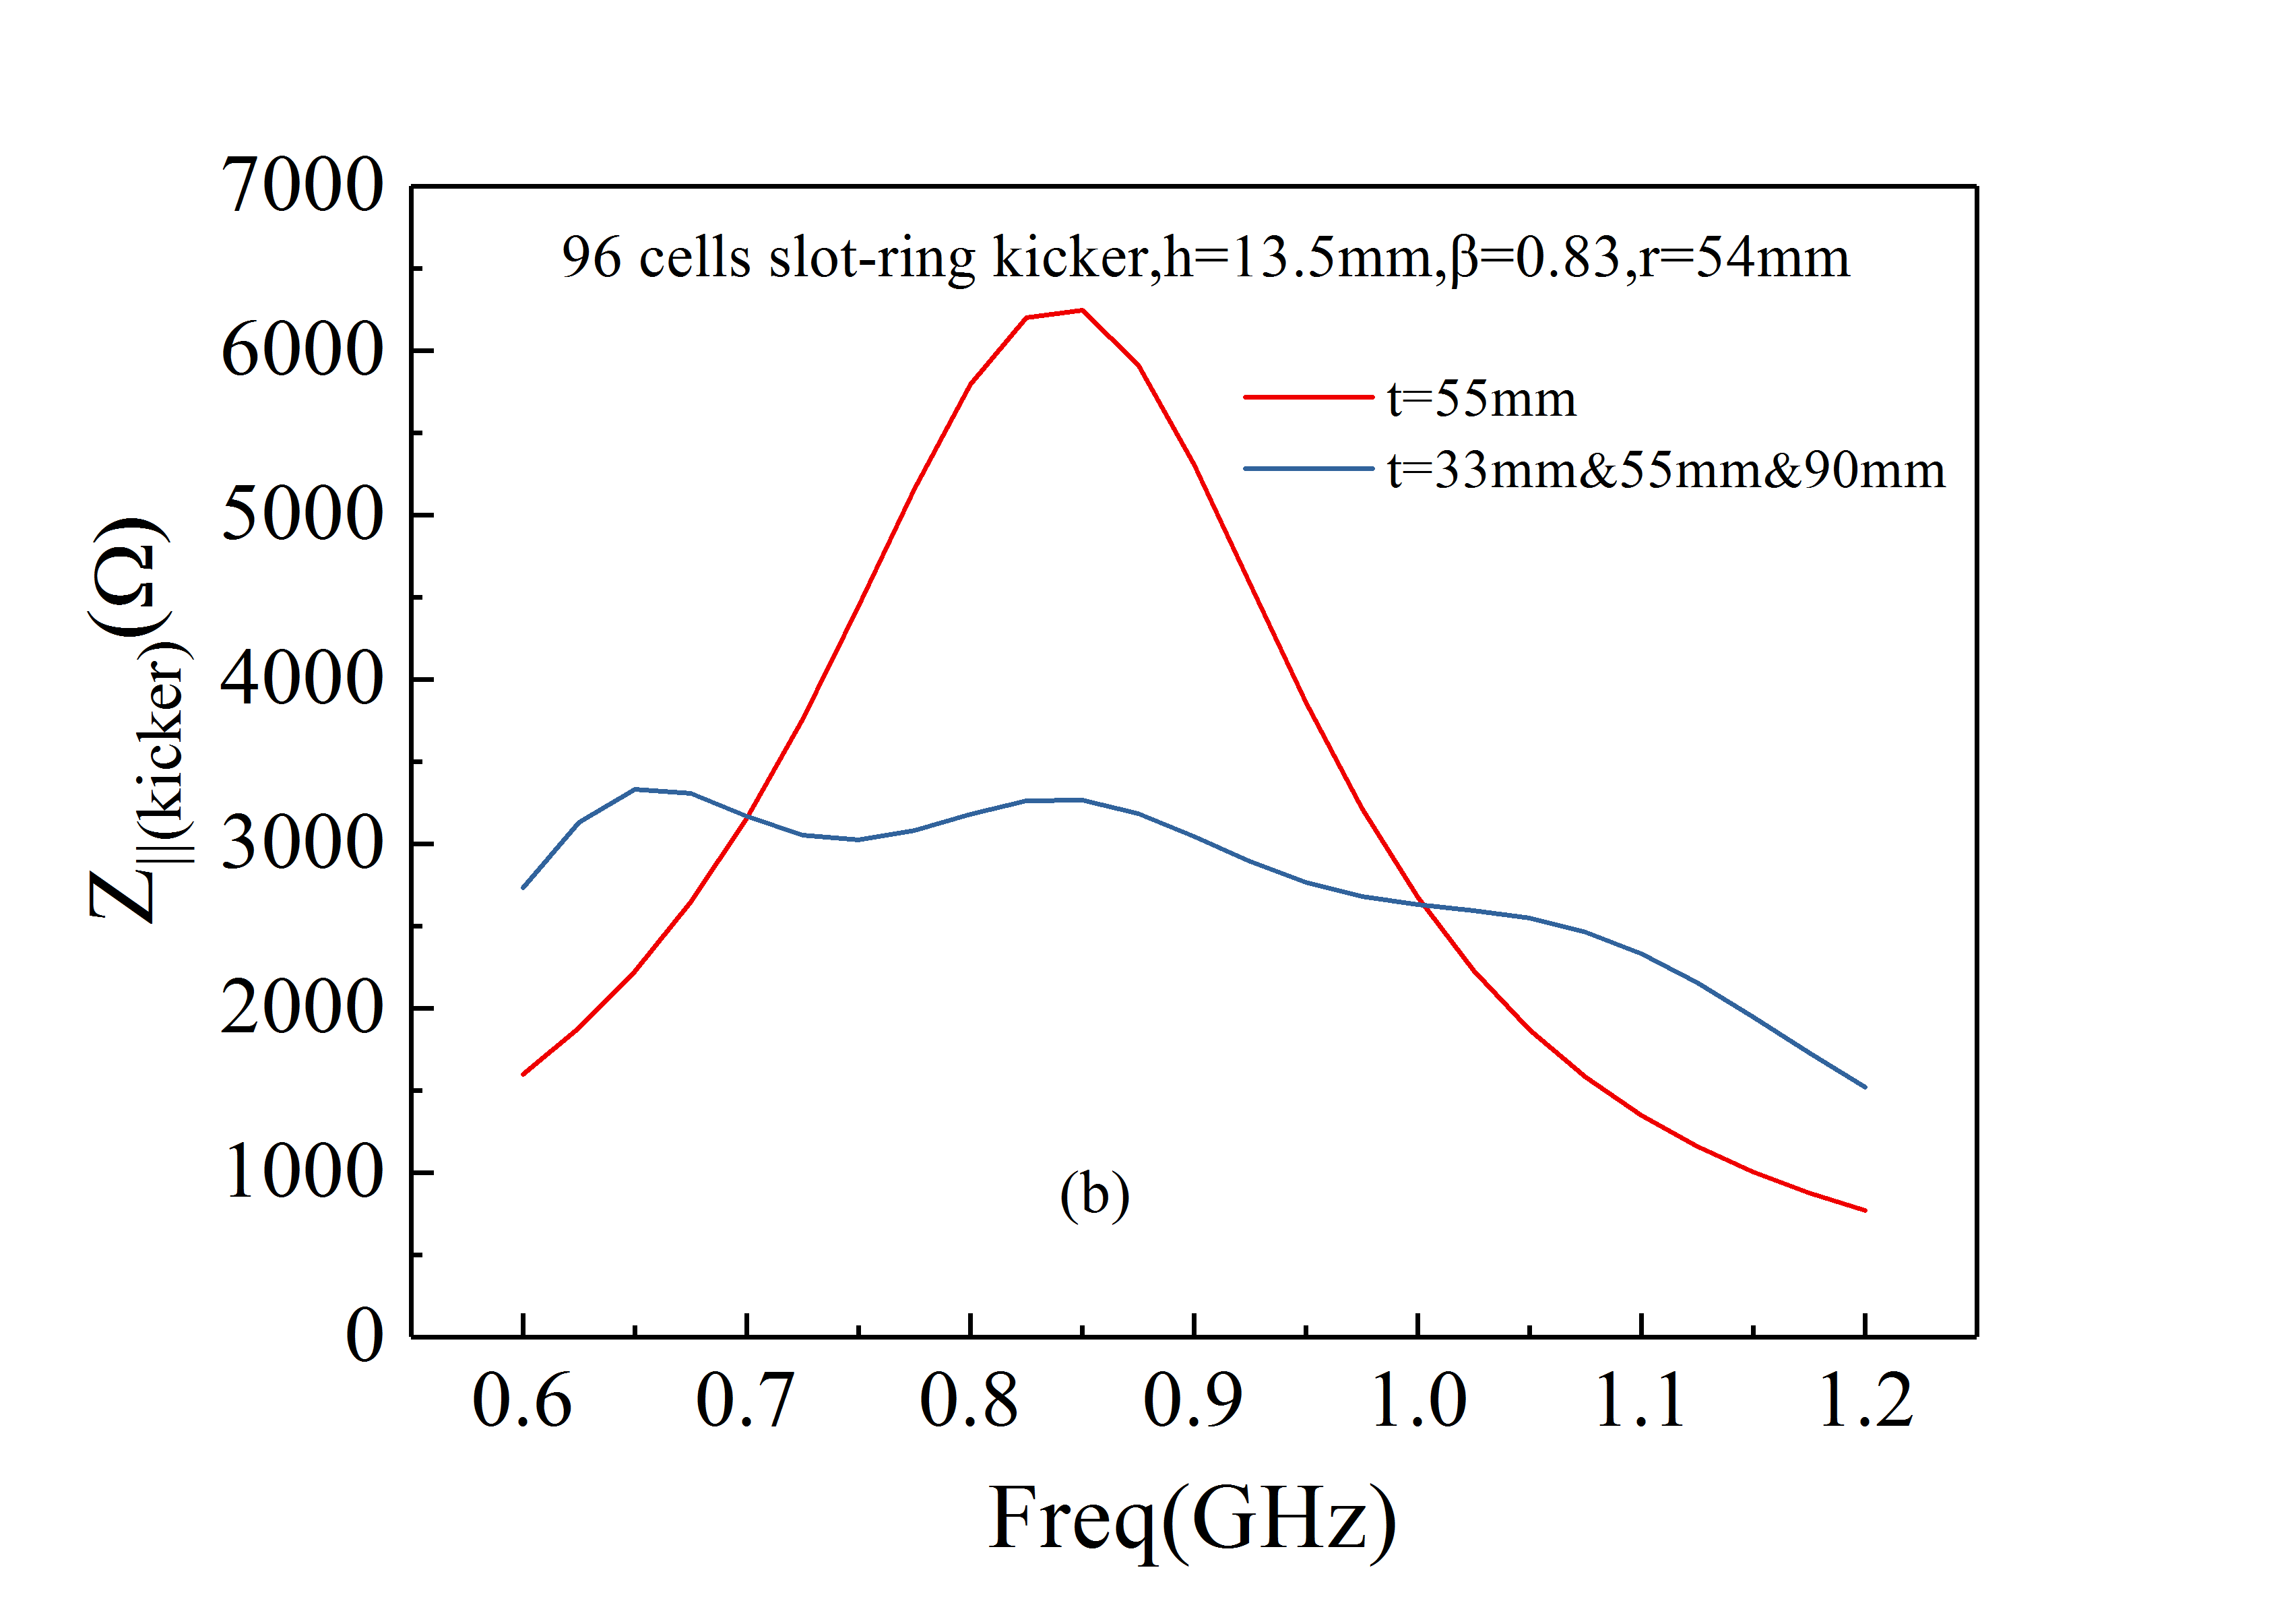 96 cells slot-ring kicker,h=13.5mm,β=0.83,r=54mm
t=55mm
t=33mm&55mm&90mm
Z||(kicker)(Ω)
7000
6000
5000
4000
3000
2000
1000
0
(b)
0.6 0.7 0.8 0.9 1.0 1.1 1.2
Freq(GHz)